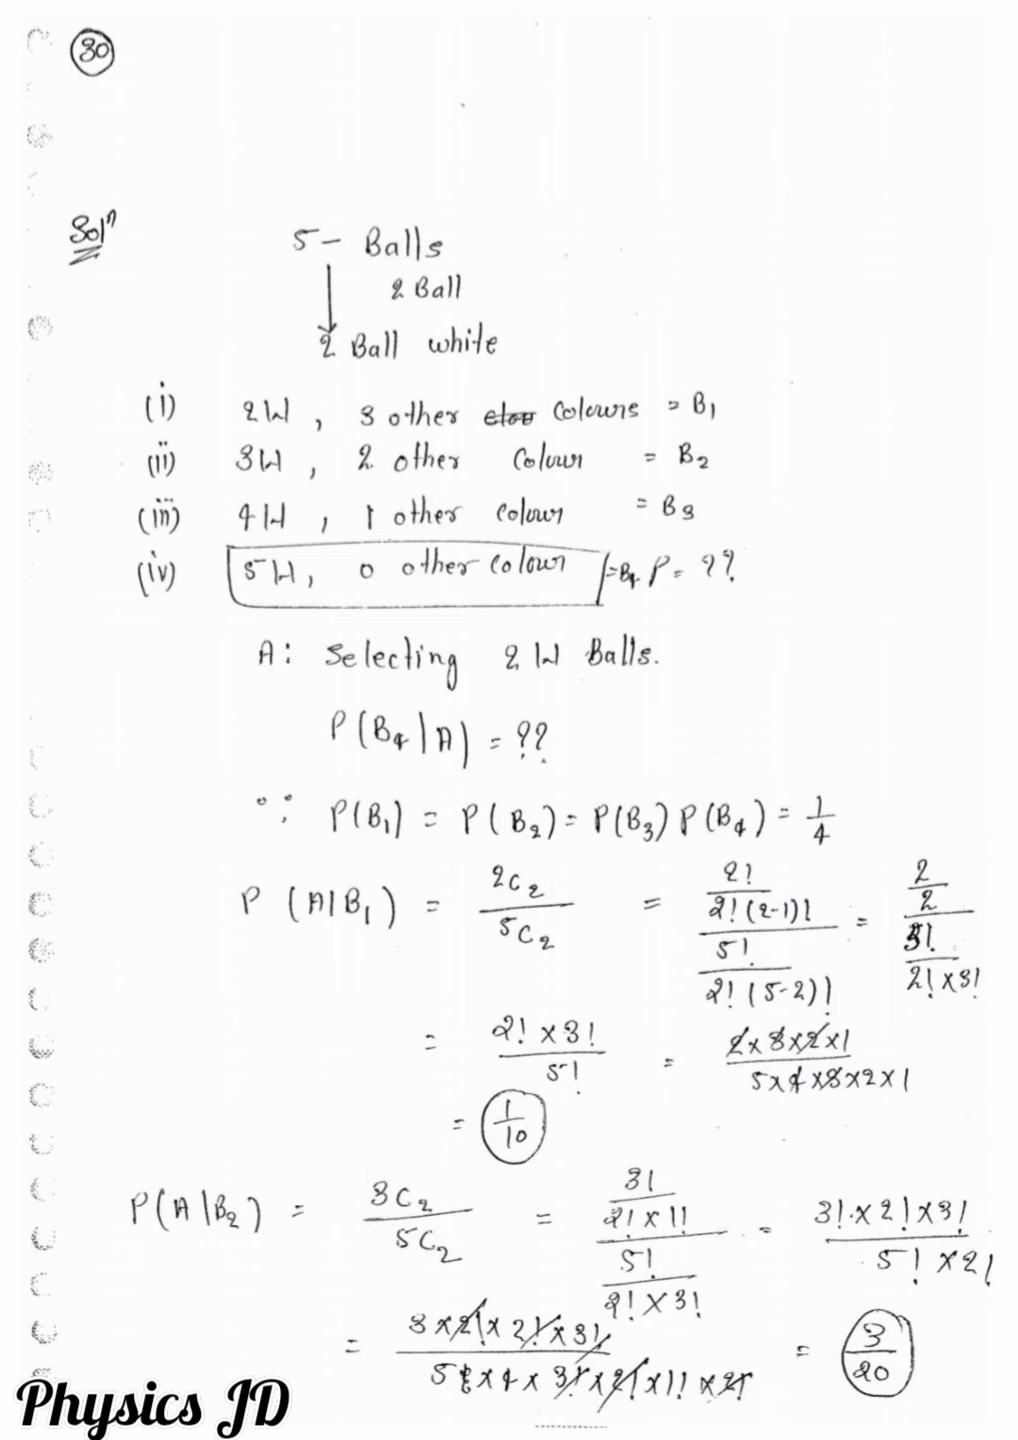 30
Solⁿ
5 - Balls
2 Ball
2 Ball white
(i) 2W, 3 other colours = B₁
(ii) 3W, 2 other colour = B₂
(iii) 4W, 1 other colour = B₃
(iv) 5W, 0 other colour = B₄ P = ??
A: Selecting 2 W Balls.
P(B₄|A) = ??
∵ P(B₁) = P(B₂) = P(B₃) P(B₄) = 1/4
P(A|B₁) = 2C₂/5C₂ = (2!/(2!(2-1)!))/(5!/(2!(5-2)!)) = (2/2)/(5!/(2!×3!))
= (2!×3!)/5! = (2×3×2×1)/(5×4×3×2×1)
= 1/10
P(A|B₂) = 3C₂/5C₂ = (3!/(2!×1!))/(5!/(2!×3!)) = (3!×2!×3!)/(5!×2!)
= (3×2!×2!×3!)/(5×4×3!×2!×1!×2!) = 3/20
Physics JD